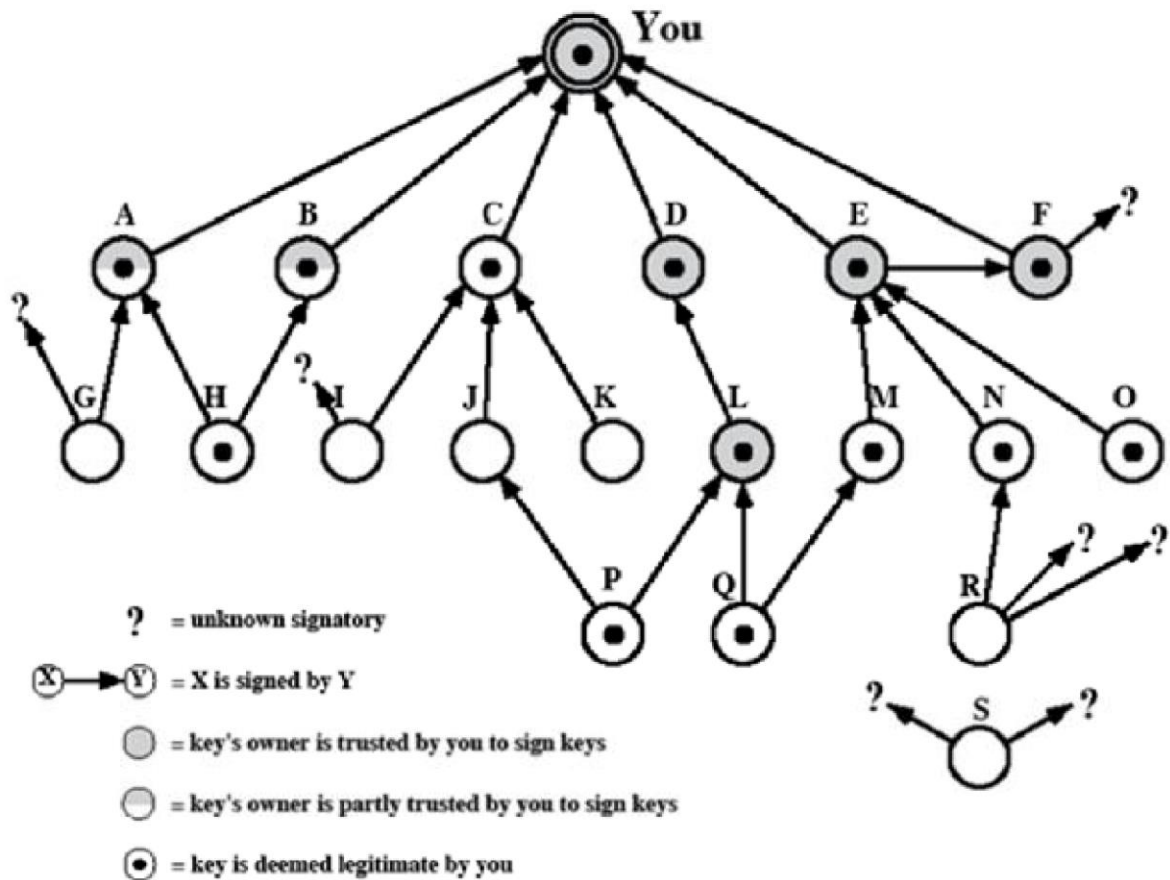 You
A B C D E F ?
?
?
G H I J K L M N O
? ?
P Q R
? = unknown signatory
X Y = X is signed by Y
? S ?
= key's owner is trusted by you to sign keys
= key's owner is partly trusted by you to sign keys
= key is deemed legitimate by you